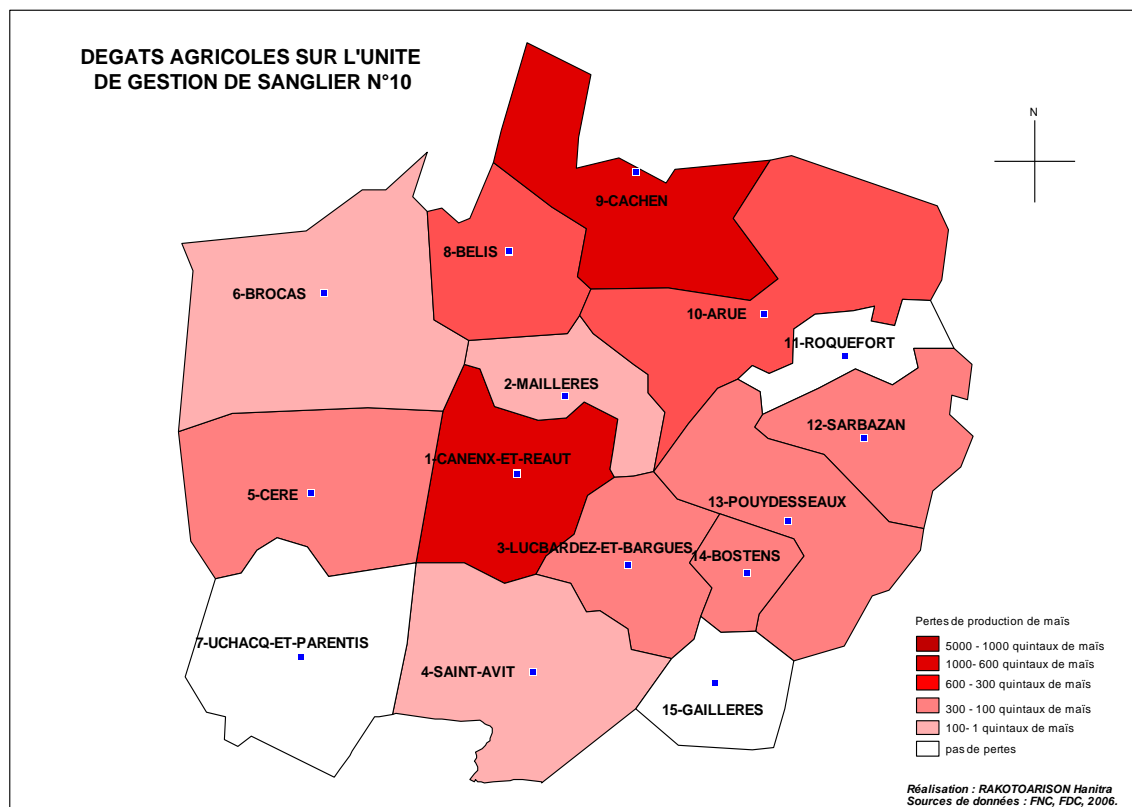 DEGATS AGRICOLES SUR L'UNITE
DE GESTION DE SANGLIER N°10
N
9-CACHEN
8-BELIS
6-BROCAS
10-ARUE
11-ROQUEFORT
2-MAILLERES
12-SARBAZAN
1-CANENX-ET-REAUT
5-CERE
13-POUYDESSEAUX
3-LUCBARDEZ-ET-BARGUES
14-BOSTENS
7-UCHACQ-ET-PARENTIS
4-SAINT-AVIT
15-GAILLERES
Pertes de production de maïs
5000 - 1000 quintaux de maïs
1000- 600 quintaux de maïs
600 - 300 quintaux de maïs
300 - 100 quintaux de maïs
100- 1 quintaux de maïs
pas de pertes
Réalisation : RAKOTOARISON Hanitra
Sources de données : FNC, FDC, 2006.